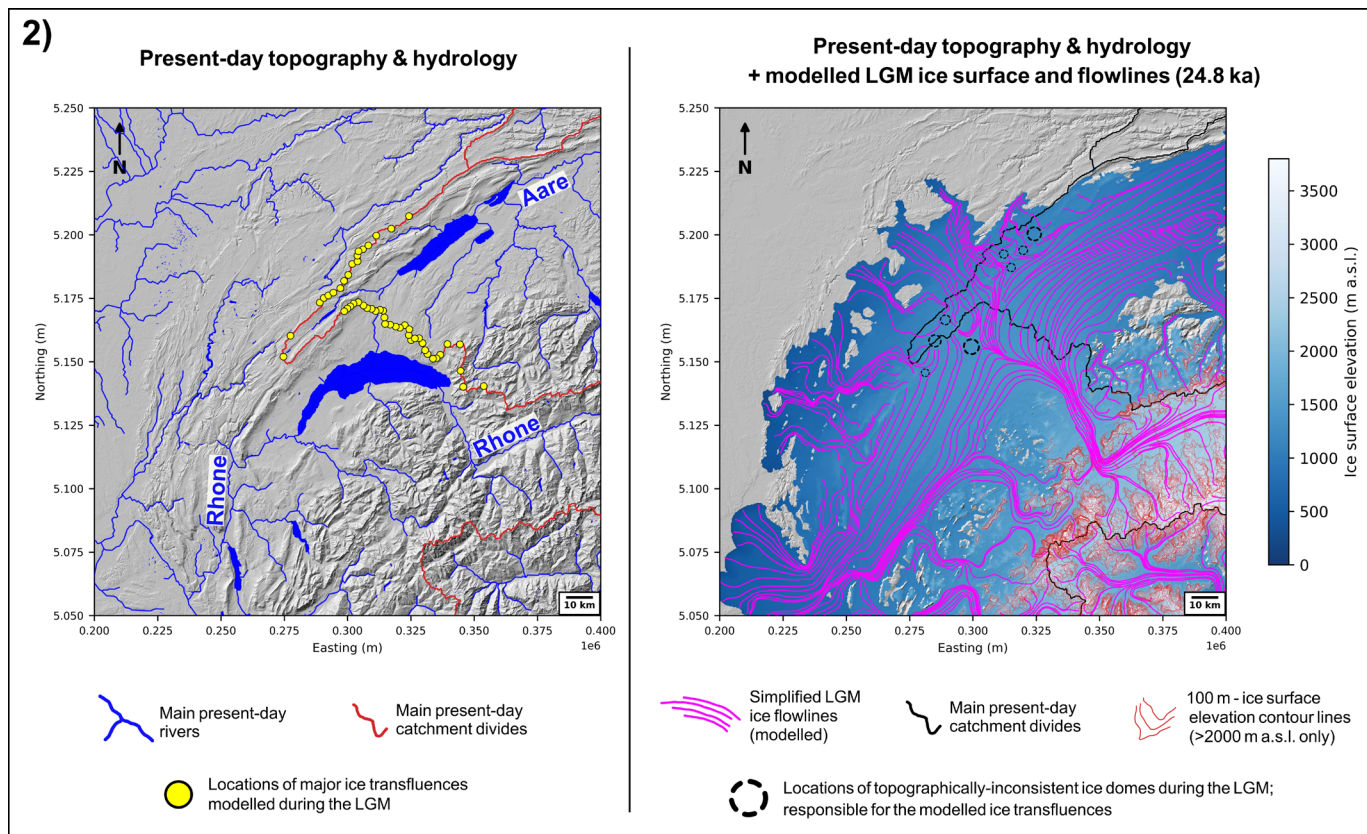 2)
Present-day topography & hydrology
5.250
5.225
5.200
5.175
5.150
5.125
5.100
5.075
5.050
Northing (m)
N
Aare
Rhone
Rhone
10 km
0.200
0.225
0.250
0.275
0.300
0.325
0.350
0.375
0.400
1e6
Easting (m)
Main present-day
rivers
Main present-day
catchment divides
Locations of major ice transfluences
modelled during the LGM
Present-day topography & hydrology
+ modelled LGM ice surface and flowlines (24.8 ka)
5.250
5.225
5.200
5.175
5.150
5.125
5.100
5.075
5.050
Northing (m)
N
10 km
0.200
0.225
0.250
0.275
0.300
0.325
0.350
0.375
0.400
1e6
Easting (m)
3500
3000
2500
2000
1500
1000
500
0
Ice surface elevation (m a.s.l.)
Simplified LGM
ice flowlines
(modelled)
Main present-day
catchment divides
100 m - ice surface
elevation contour lines
(>2000 m a.s.l. only)
Locations of topographically-inconsistent ice domes during the LGM;
responsible for the modelled ice transfluences